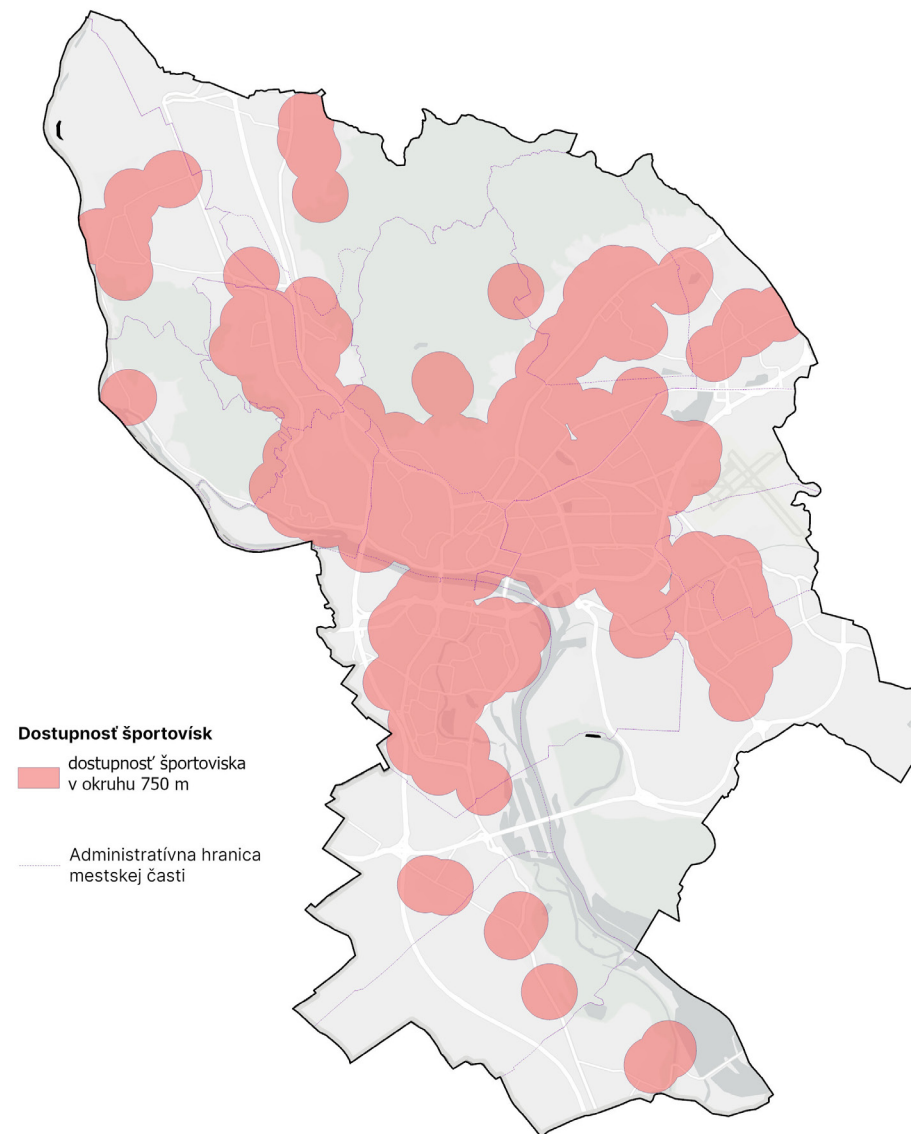 Dostupnosť športovísk
dostupnosť športoviska
v okruhu 750 m
Administratívna hranica
mestskej časti